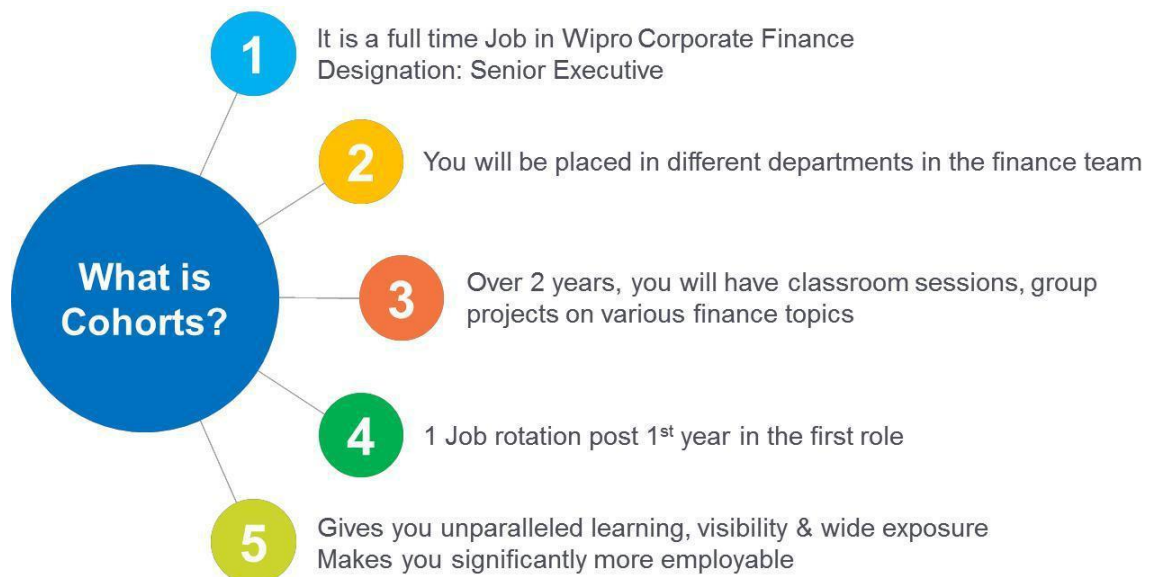 What is
Cohorts?
1
It is a full time Job in Wipro Corporate Finance
Designation: Senior Executive
2
You will be placed in different departments in the finance team
3
Over 2 years, you will have classroom sessions, group
projects on various finance topics
4
1 Job rotation post 1st year in the first role
5
Gives you unparalleled learning, visibility & wide exposure
Makes you significantly more employable